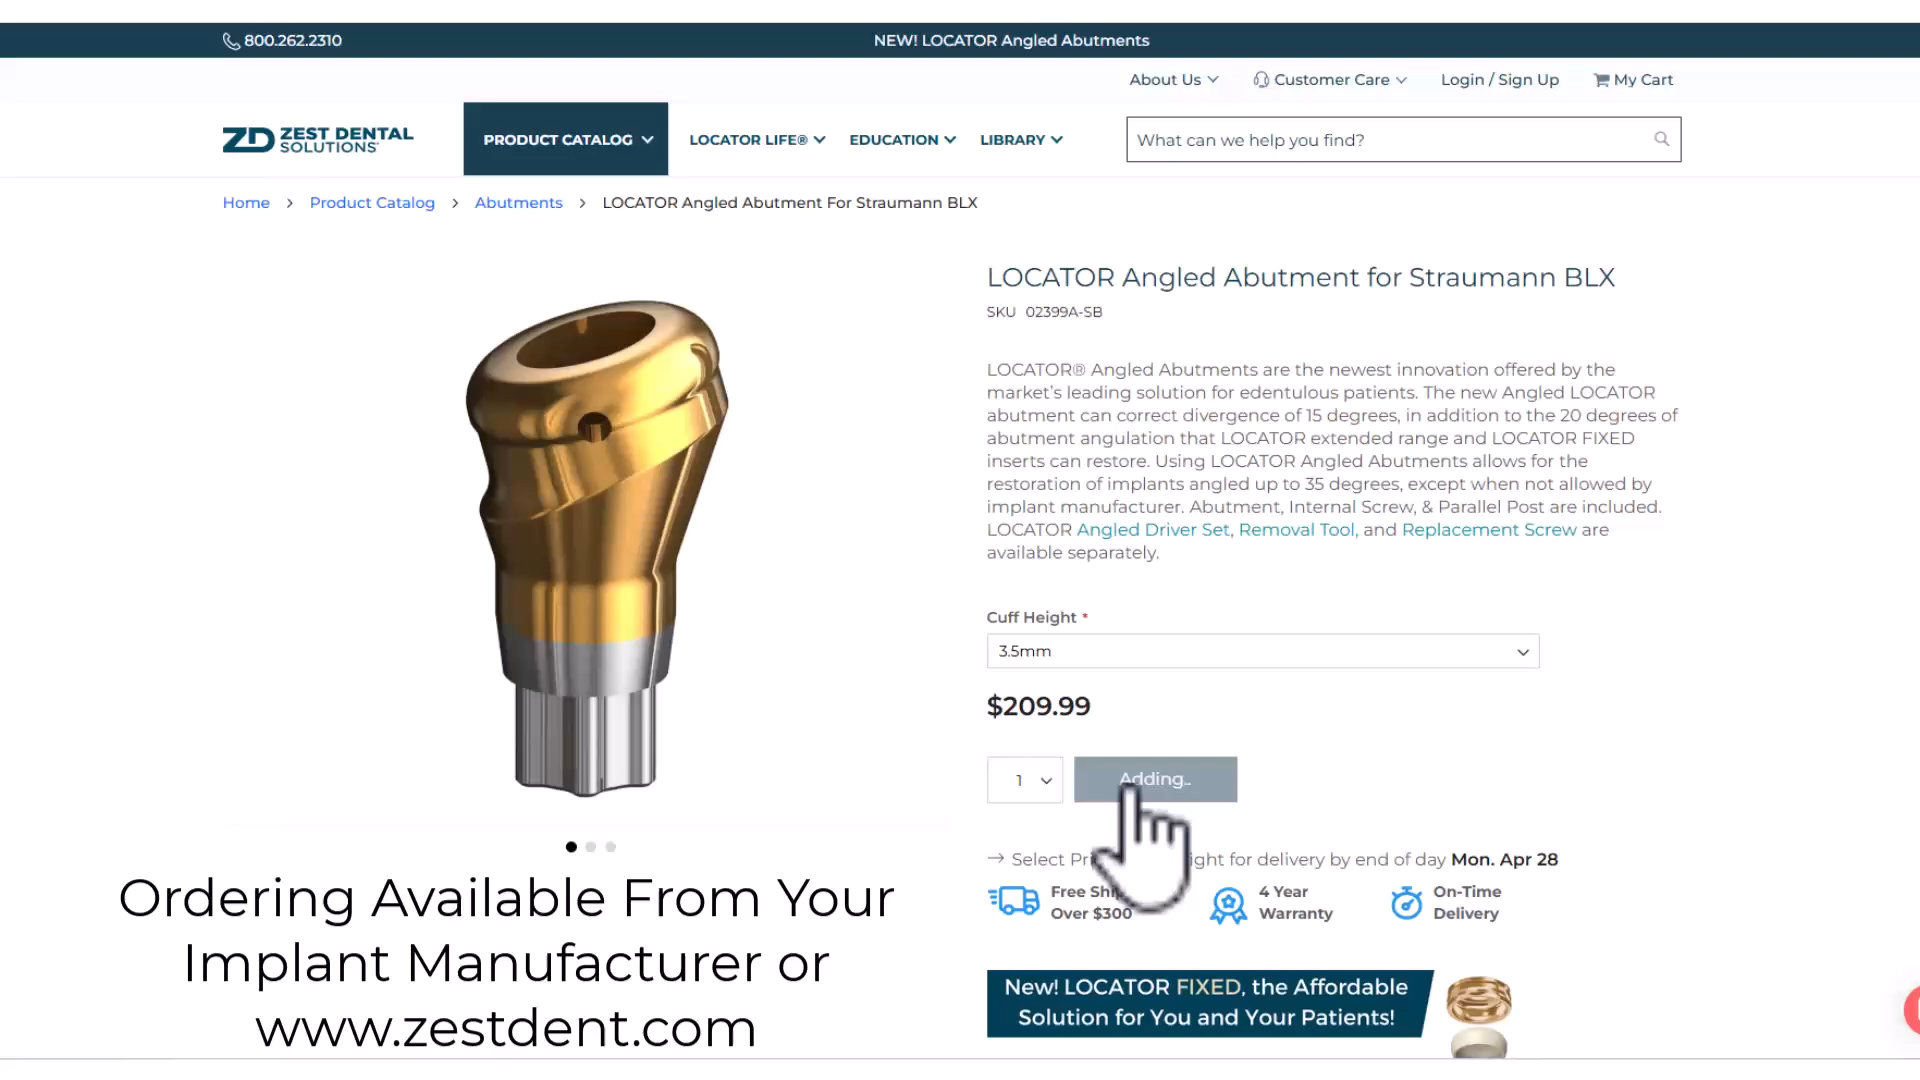 800.262.2310
NEW! LOCATOR Angled Abutments
About Us
Customer Care
Login / Sign Up
My Cart
ZD ZEST DENTAL
SOLUTIONS
PRODUCT CATALOG
LOCATOR LIFE®
EDUCATION
LIBRARY
What can we help you find?
Home > Product Catalog > Abutments > LOCATOR Angled Abutment For Straumann BLX
LOCATOR Angled Abutment for Straumann BLX
SKU 02399A-SB
LOCATOR® Angled Abutments are the newest innovation offered by the
market's leading solution for edentulous patients. The new Angled LOCATOR
abutment can correct divergence of 15 degrees, in addition to the 20 degrees of
abutment angulation that LOCATOR extended range and LOCATOR FIXED
inserts can restore. Using LOCATOR Angled Abutments allows for the
restoration of implants angled up to 35 degrees, except when not allowed by
implant manufacturer. Abutment, Internal Screw, & Parallel Post are included.
LOCATOR Angled Driver Set, Removal Tool, and Replacement Screw are
available separately.
Cuff Height *
3.5mm
$209.99
1
Adding..
→ Select ight for delivery by end of day Mon. Apr 28
Free
Over $300
4 Year
Warranty
On-Time
Delivery
New! LOCATOR FIXED, the Affordable
Solution for You and Your Patients!
Ordering Available From Your
Implant Manufacturer or
www.zestdent.com